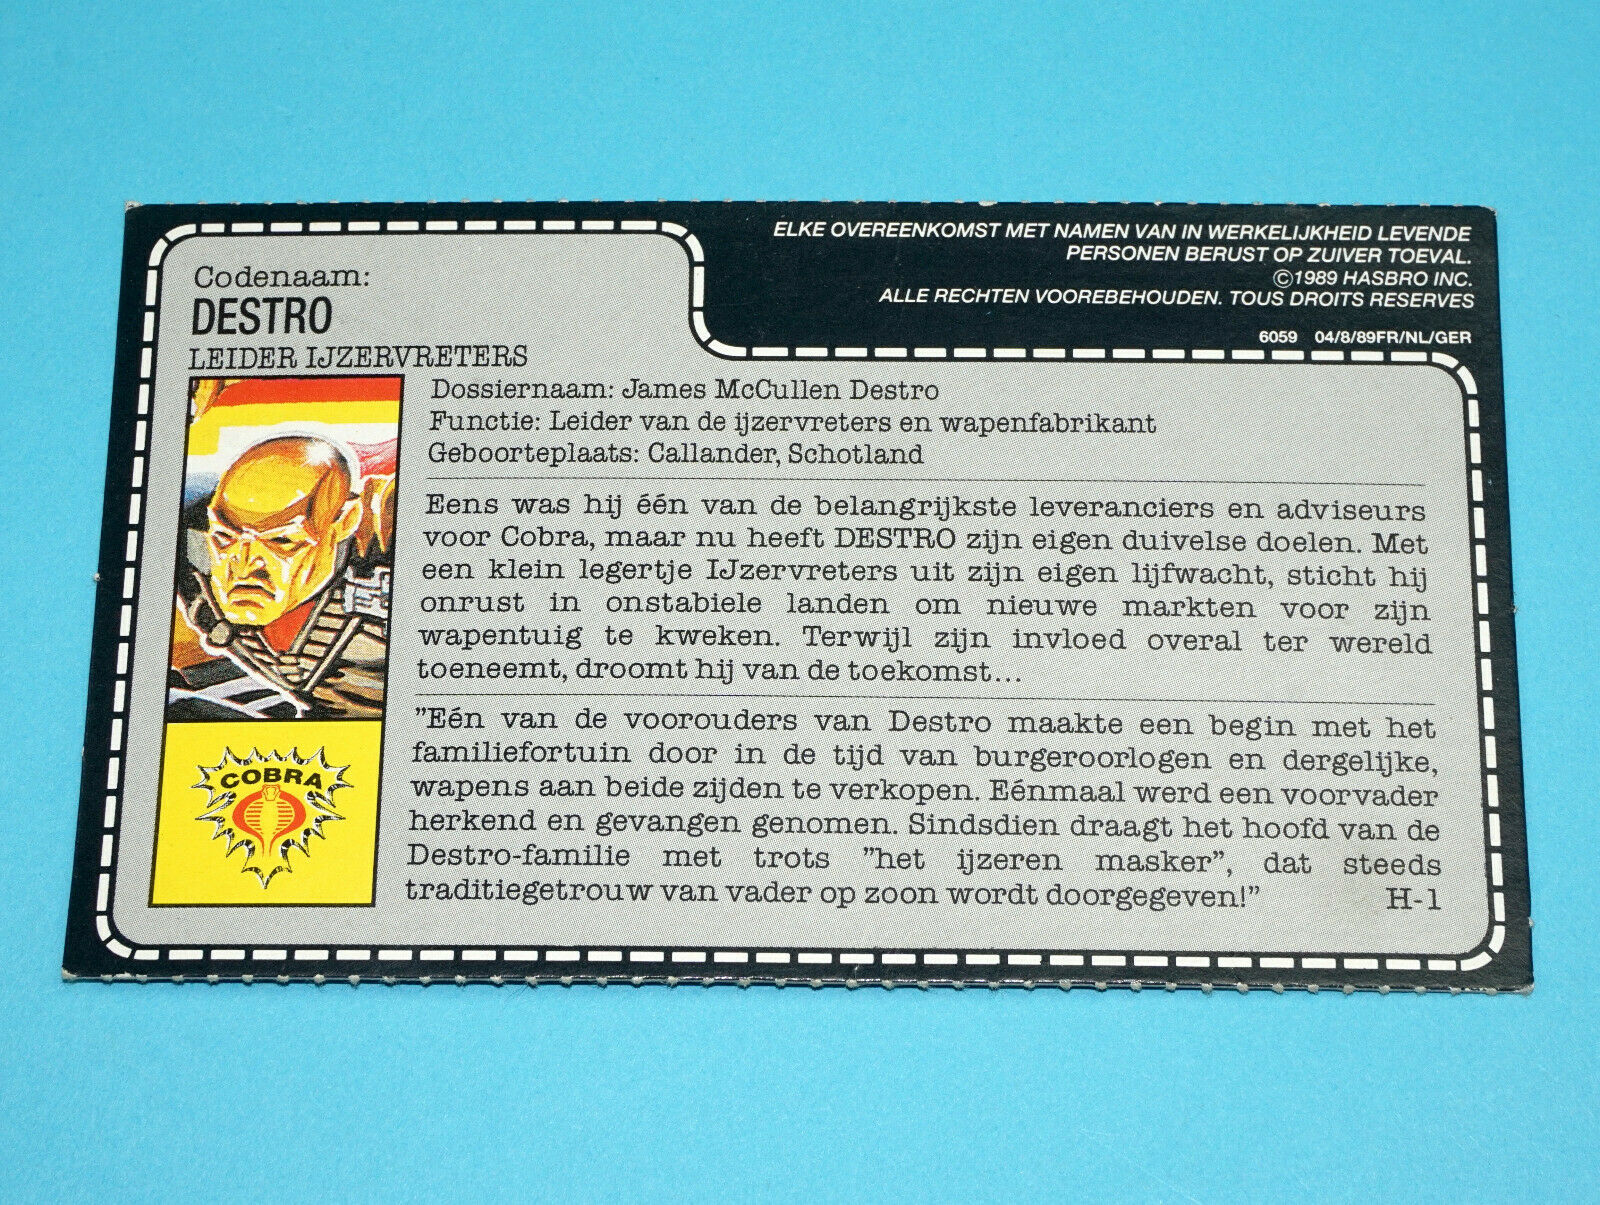 ELKE OVEREENKOMST MET NAMEN VAN IN WERKELIJKHEID LEVENDE
PERSONEN BERUST OP ZUIVER TOEVAL.
©1989 HASBRO INC.
ALLE RECHTEN VOOREBEHOUDEN. TOUS DROITS RESERVES
6059 04/8/89FR/NL/GER
Codenaam:
DESTRO
LEIDER IJZERVRETERS
Dossiernaam: James McCullen Destro
Functie: Leider van de ijzervreters en wapenfabrikant
Geboorteplaats: Callander, Schotland
Eens was hij één van de belangrijkste leveranciers en adviseurs
voor Cobra, maar nu heeft DESTRO zijn eigen duivelse doelen. Met
een klein legertje IJzervreters uit zijn eigen lijfwacht, sticht hij
onrust in onstabiele landen om nieuwe markten voor zijn
wapentuig te kweken. Terwijl zijn invloed overal ter wereld
toeneemt, droomt hij van de toekomst...
"Eén van de voorouders van Destro maakte een begin met het
familiefortuin door in de tijd van burgeroorlogen en dergelijke,
wapens aan beide zijden te verkopen. Eénmaal werd een voorvader
herkend en gevangen genomen. Sindsdien draagt het hoofd van de
Destro-familie met trots "het ijzeren masker", dat steeds
traditiegetrouw van vader op zoon wordt doorgegeven!" H-1
COBRA